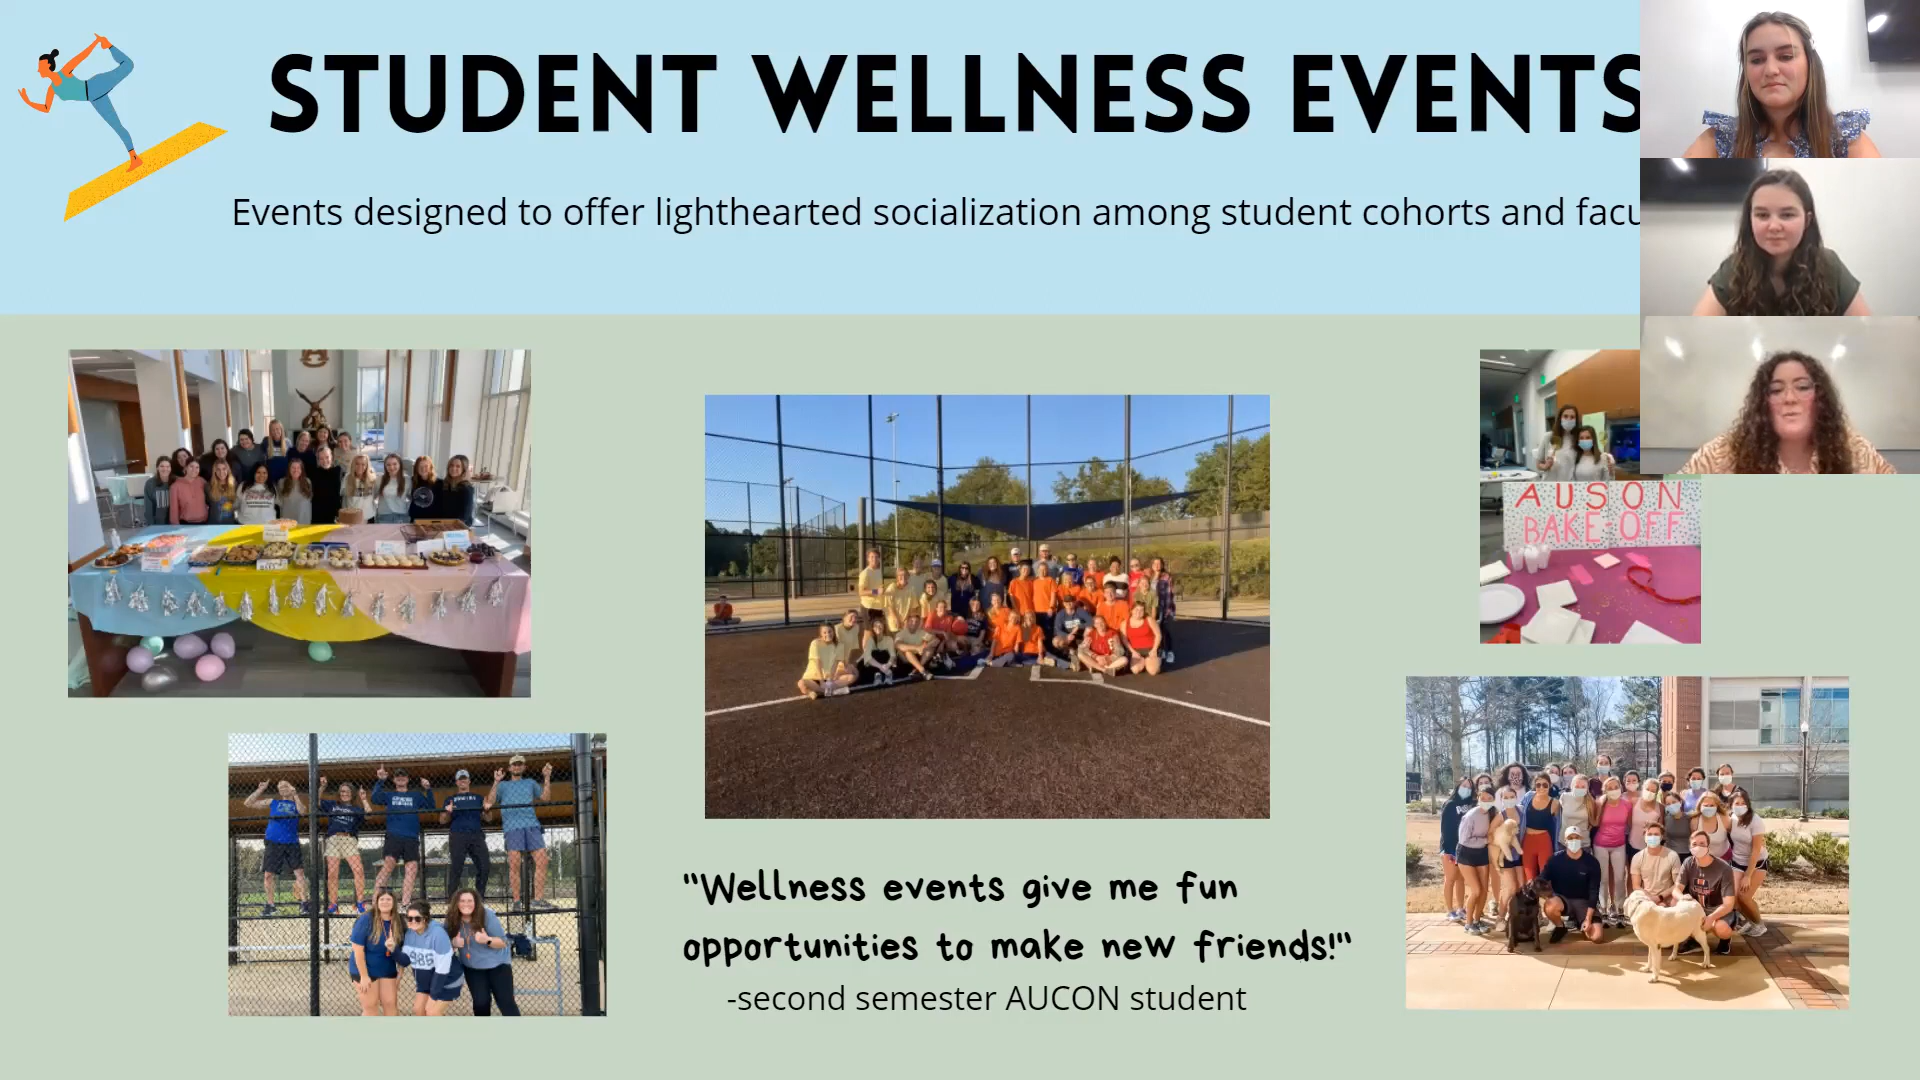 STUDENT WELLNESS EVENTS
Events designed to offer lighthearted socialization among student cohorts and facu
AUSON
BAKE-OFF
"Wellness events give me fun
opportunities to make new friends!"
-second semester AUCON student